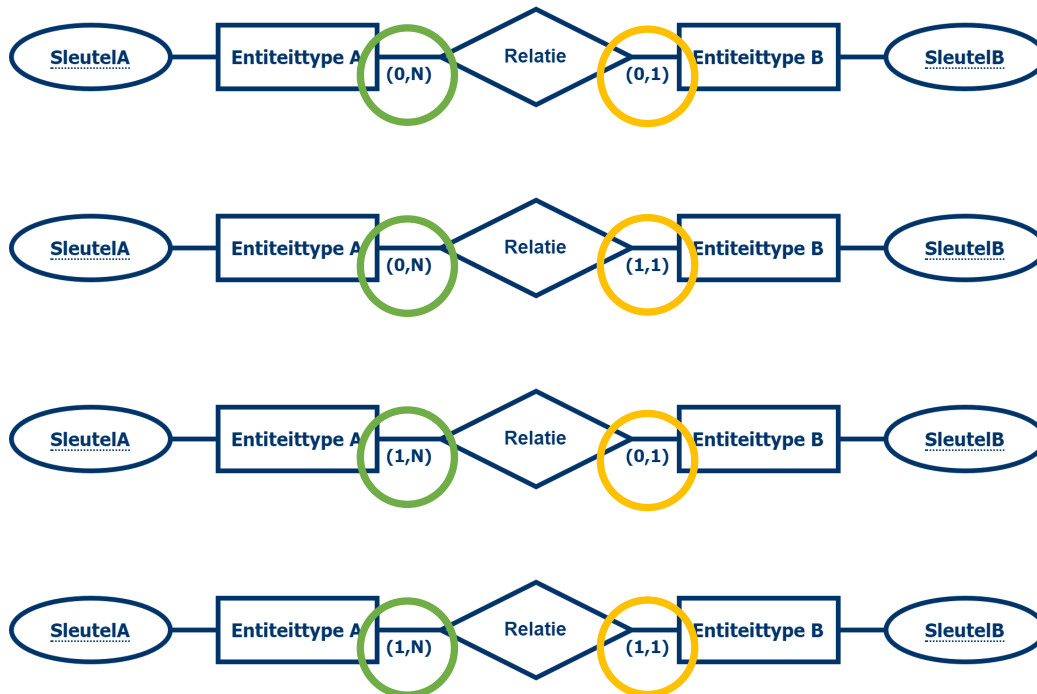 SleutelA Entiteittype A (0,N) Relatie (0,1) Entiteittype B SleutelB
SleutelA Entiteittype A (0,N) Relatie (1,1) Entiteittype B SleutelB
SleutelA Entiteittype A (1,N) Relatie (0,1) Entiteittype B SleutelB
SleutelA Entiteittype A (1,N) Relatie (1,1) Entiteittype B SleutelB